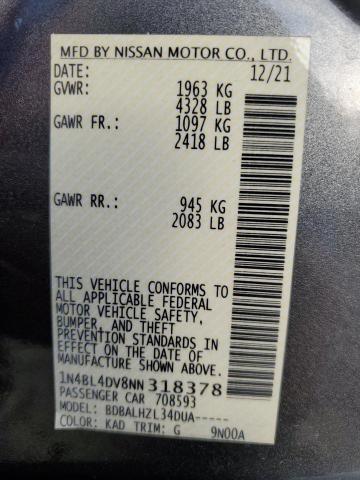 MFD BY NISSAN MOTOR CO., LTD.
DATE: 12/21
GVWR: 1963 KG
4328 LB
GAWR FR.: 1097 KG
2418 LB
GAWR RR.: 945 KG
2083 LB
THIS VEHICLE CONFORMS TO
ALL APPLICABLE FEDERAL
MOTOR VEHICLE SAFETY,
BUMPER, AND THEFT
PREVENTION STANDARDS IN
EFFECT ON THE DATE OF
MANUFACTURE SHOWN ABOVE.
1N4BL4DV8NN318378
PASSENGER CAR 708593
MODEL: BDBALHZL34DUA-----
COLOR: KAD TRIM: G 9N00A